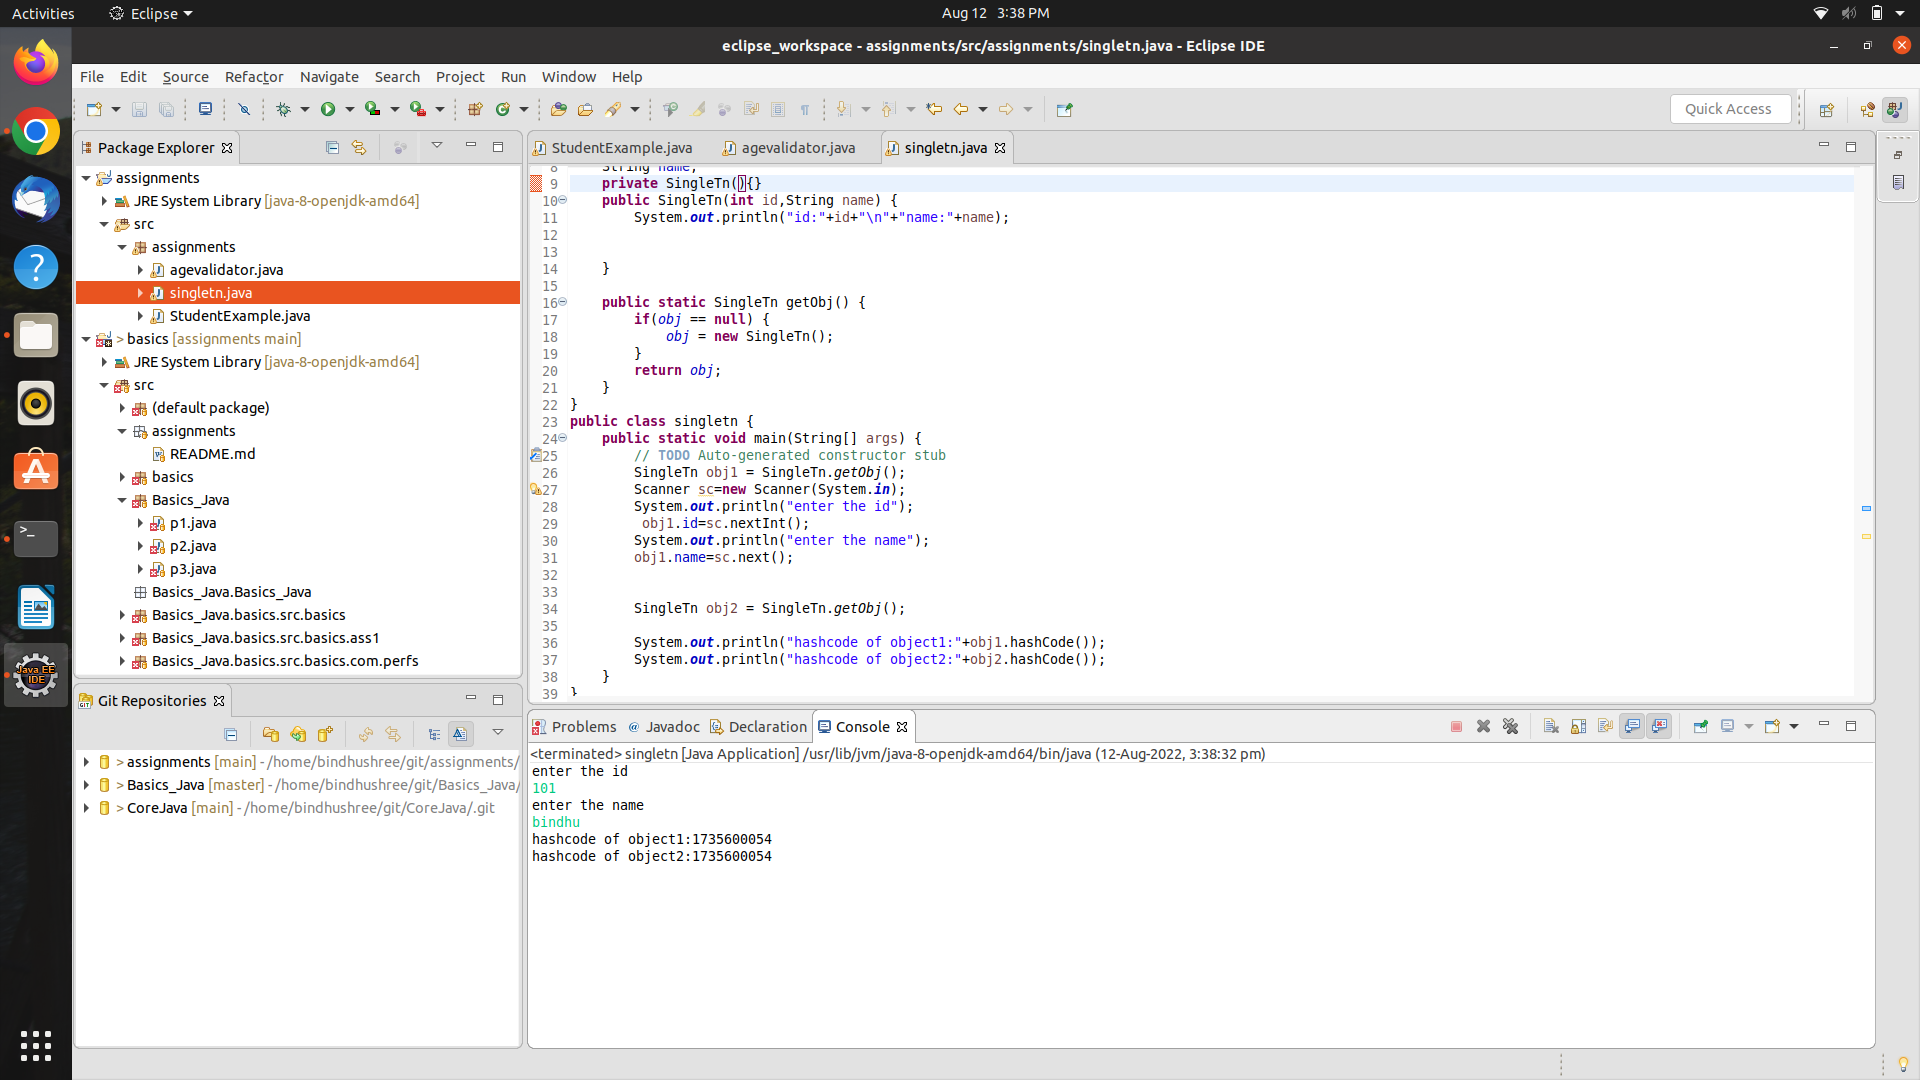 Activities Eclipse Aug 12 3:38 PM
eclipse_workspace - assignments/src/assignments/singletn.java - Eclipse IDE
File Edit Source Refactor Navigate Search Project Run Window Help
Quick Access
Package Explorer
assignments
JRE System Library [java-8-openjdk-amd64]
src
assignments
agevalidator.java
singletn.java
StudentExample.java
> basics [assignments main]
JRE System Library [java-8-openjdk-amd64]
src
(default package)
assignments
README.md
basics
Basics_Java
p1.java
p2.java
p3.java
Basics_Java.Basics_Java
Basics_Java.basics.src.basics
Basics_Java.basics.src.basics.ass1
Basics_Java.basics.src.basics.com.perfs
Git Repositories
> assignments [main] - /home/bindhushree/git/assignments/
> Basics_Java [master] - /home/bindhushree/git/Basics_Java/
> CoreJava [main] - /home/bindhushree/git/CoreJava/.git
StudentExample.java agevalidator.java singletn.java
8 String name;
9 private SingleTn(){}
10 public SingleTn(int id,String name) {
11 System.out.println("id:"+id+"\n"+"name:"+name);
12
13
14 }
15
16 public static SingleTn getObj() {
17 if(obj == null) {
18 obj = new SingleTn();
19 }
20 return obj;
21 }
22 }
23 public class singletn {
24 public static void main(String[] args) {
25 // TODO Auto-generated constructor stub
26 SingleTn obj1 = SingleTn.getObj();
27 Scanner sc=new Scanner(System.in);
28 System.out.println("enter the id");
29 obj1.id=sc.nextInt();
30 System.out.println("enter the name");
31 obj1.name=sc.next();
32
33
34 SingleTn obj2 = SingleTn.getObj();
35
36 System.out.println("hashcode of object1:"+obj1.hashCode());
37 System.out.println("hashcode of object2:"+obj2.hashCode());
38 }
39 }
Problems @ Javadoc Declaration Console
<terminated> singletn [Java Application] /usr/lib/jvm/java-8-openjdk-amd64/bin/java (12-Aug-2022, 3:38:32 pm)
enter the id
101
enter the name
bindhu
hashcode of object1:1735600054
hashcode of object2:1735600054
Java EE
IDE